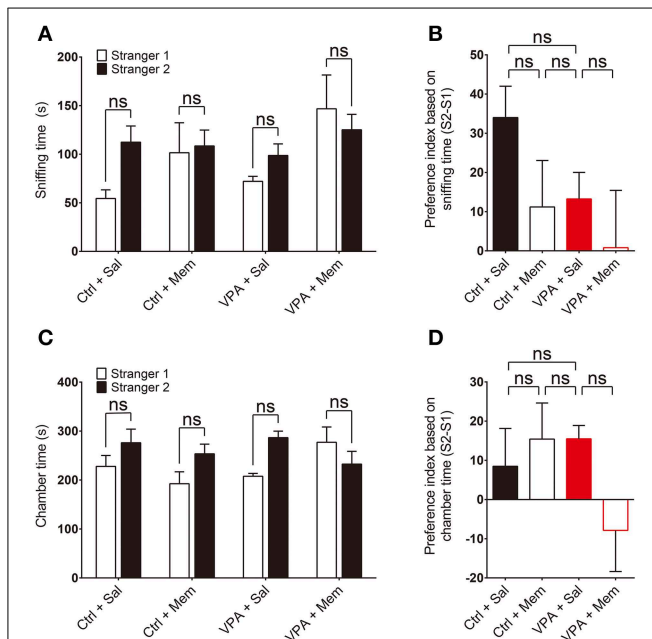 A
Stranger 1
Stranger 2
Sniffing time (s)
200
150
100
50
0
ns
ns
ns
ns
Ctrl + Sal
Ctrl + Mem
VPA + Sal
VPA + Mem
B
Preference index based on
sniffing time (S2-S1)
50
40
30
20
10
0
ns
ns
ns
ns
Ctrl + Sal
Ctrl + Mem
VPA + Sal
VPA + Mem
C
Stranger 1
Stranger 2
Chamber time (s)
400
300
200
100
0
ns
ns
ns
ns
Ctrl + Sal
Ctrl + Mem
VPA + Sal
VPA + Mem
D
Preference index based on
chamber time (S2-S1)
30
20
10
0
-10
-20
ns
ns
ns
ns
Ctrl + Sal
Ctrl + Mem
VPA + Sal
VPA + Mem